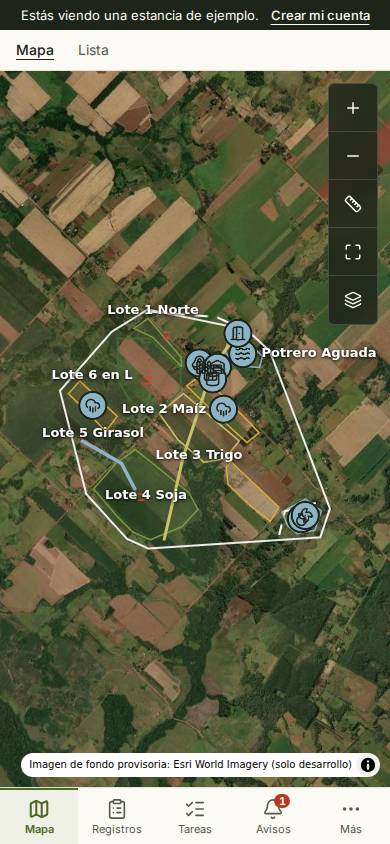 Estás viendo una estancia de ejemplo. Crear mi cuenta
Mapa Lista
Lote 1 Norte
Potrero Aguada
Lote 6 en L
Lote 2 Maíz
Lote 5 Girasol
Lote 3 Trigo
Lote 4 Soja
Imagen de fondo provisoria: Esri World Imagery (solo desarrollo)
1
Mapa Registros Tareas Avisos Más